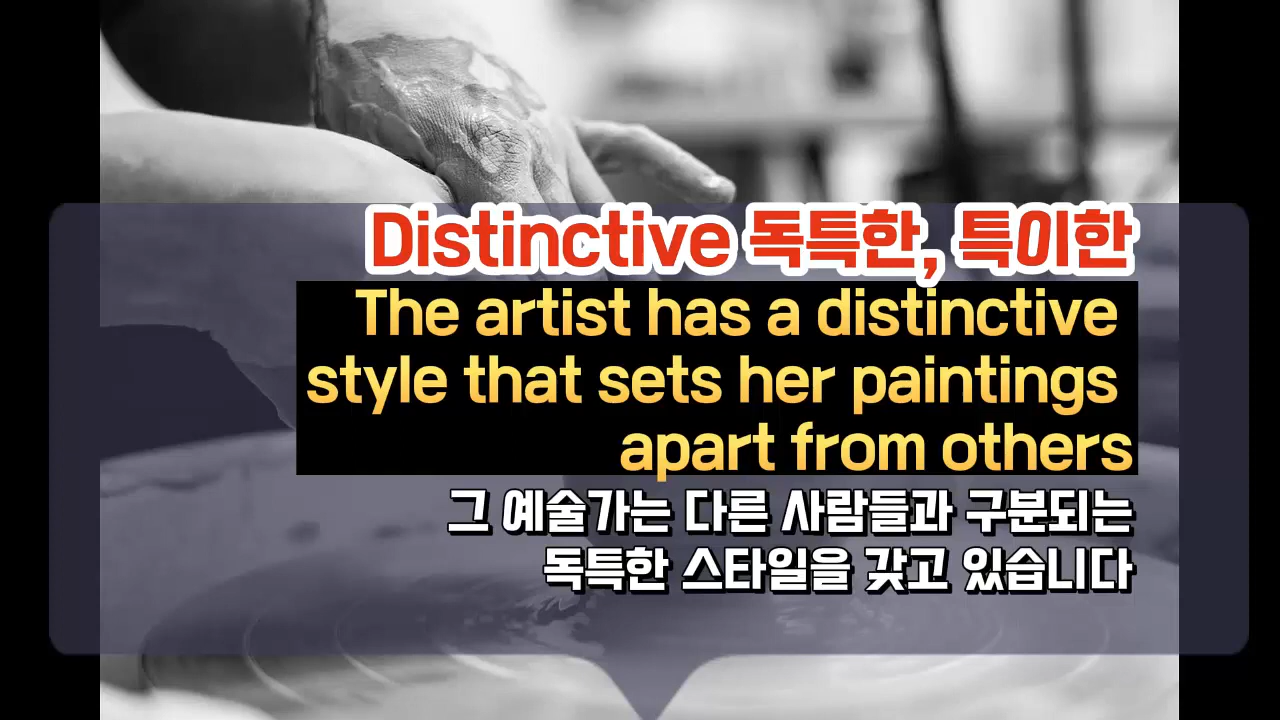 Distinctive 독특한, 특이한
The artist has a distinctive
style that sets her paintings
apart from others
그 예술가는 다른 사람들과 구분되는
독특한 스타일을 갖고 있습니다